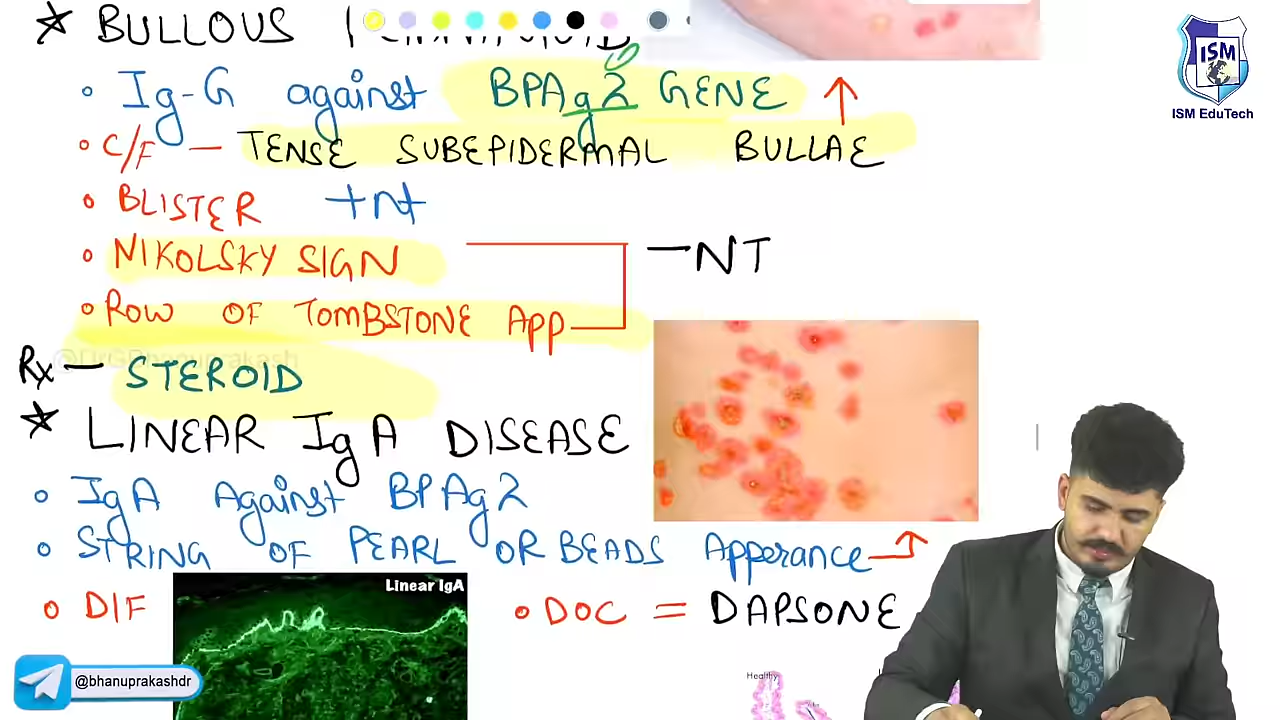 ★ BULLOUS
• Ig-G against BPAg2 GENE ↑
• C/F – TENSE SUBEPIDERMAL BULLAE
• BLISTER +nt
• NIKOLSKY SIGN
– NT
• ROW OF TOMBSTONE APP
@DrGBhanuprakash
Rx – STEROID
★ LINEAR IgA DISEASE
• IgA Against BPAg2
• STRING OF PEARL OR BEADS Apperance
• DIF
Linear IgA
• DOC = DAPSONE
Healthy
@bhanuprakashdr
ISM
ISM EduTech